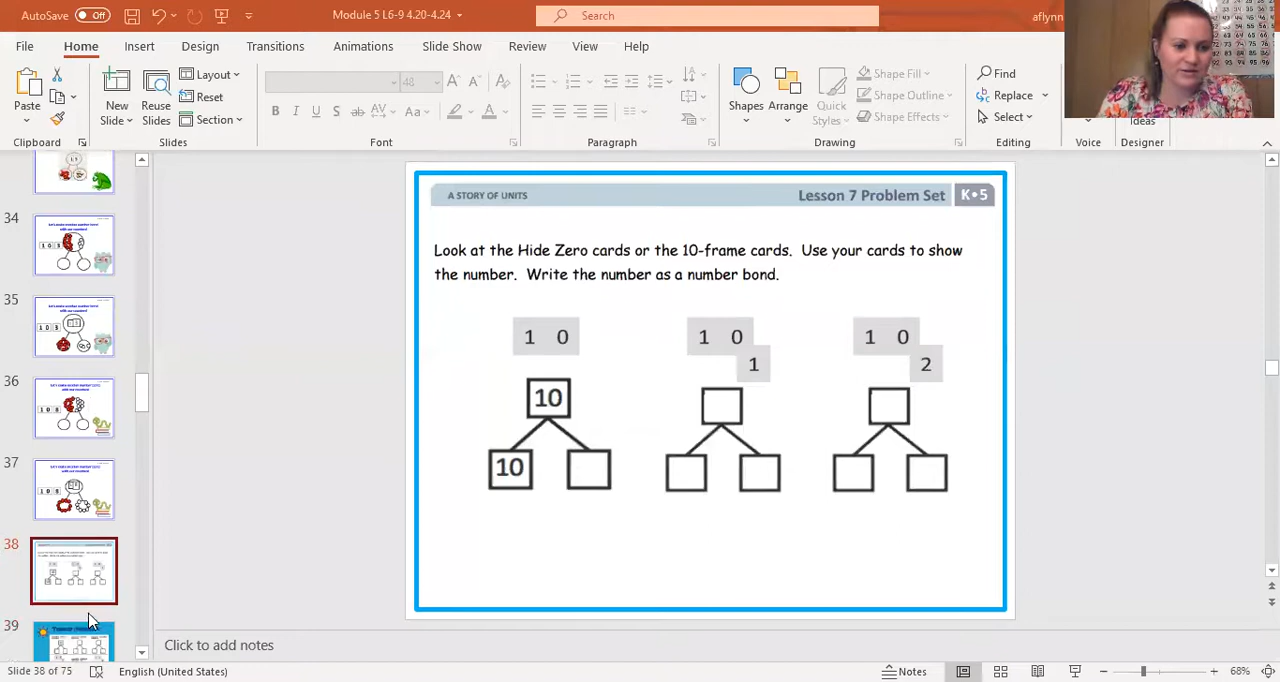 AutoSave Off
Module 5 L6-9 4.20-4.24
Search
aflynn
File Home Insert Design Transitions Animations Slide Show Review View Help
Paste
New Slide
Reuse Slides
Layout
Reset
Section
48
B I U S ab AV Aa A
Shapes
Arrange
Quick Styles
Shape Fill
Shape Outline
Shape Effects
Find
Replace
Select
Ideas
Clipboard Slides Font Paragraph Drawing Editing Voice Designer
34
35
36
37
38
39
A STORY OF UNITS
Lesson 7 Problem Set K•5
Look at the Hide Zero cards or the 10-frame cards. Use your cards to show
the number. Write the number as a number bond.
1 0
1 0
1
1 0
2
10
10
Click to add notes
Slide 38 of 75 English (United States) Notes 68%